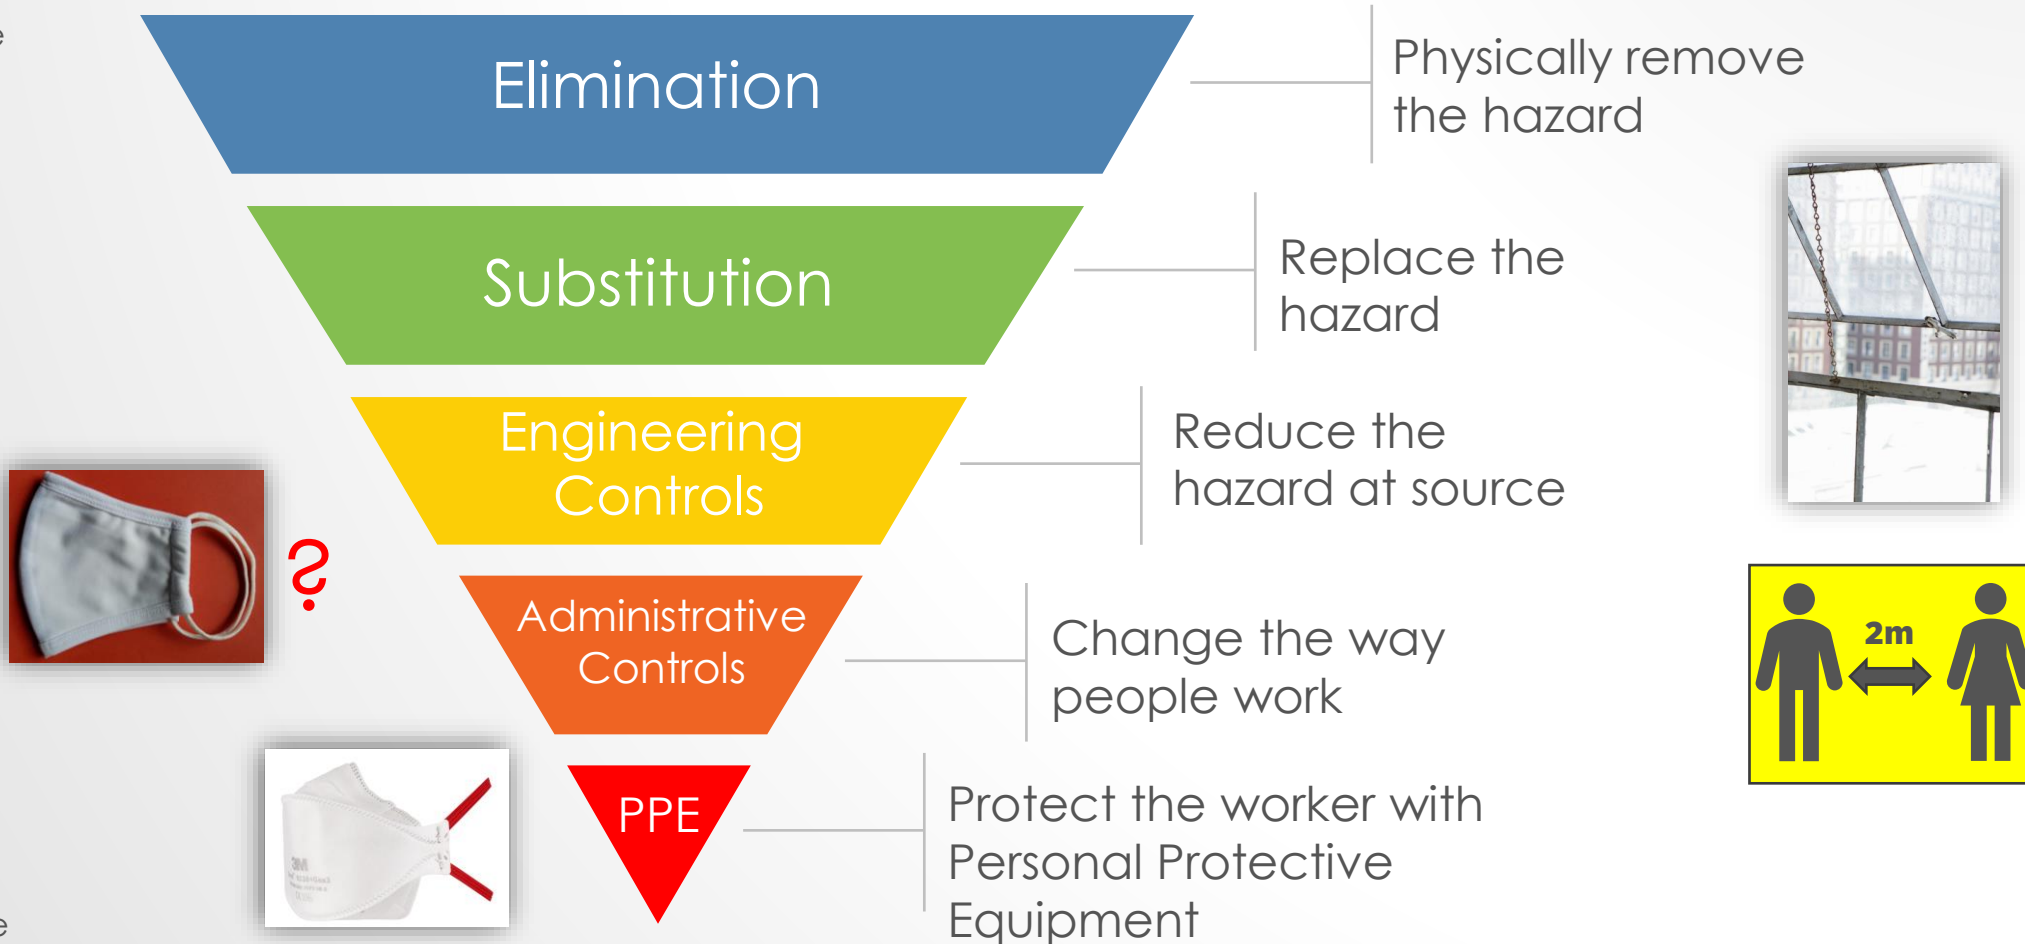 Elimination
Physically remove
the hazard
Substitution
Replace the
hazard
Engineering
Controls
Reduce the
hazard at source
?
Administrative
Controls
Change the way
people work
2m
PPE
Protect the worker with
Personal Protective
Equipment
3M